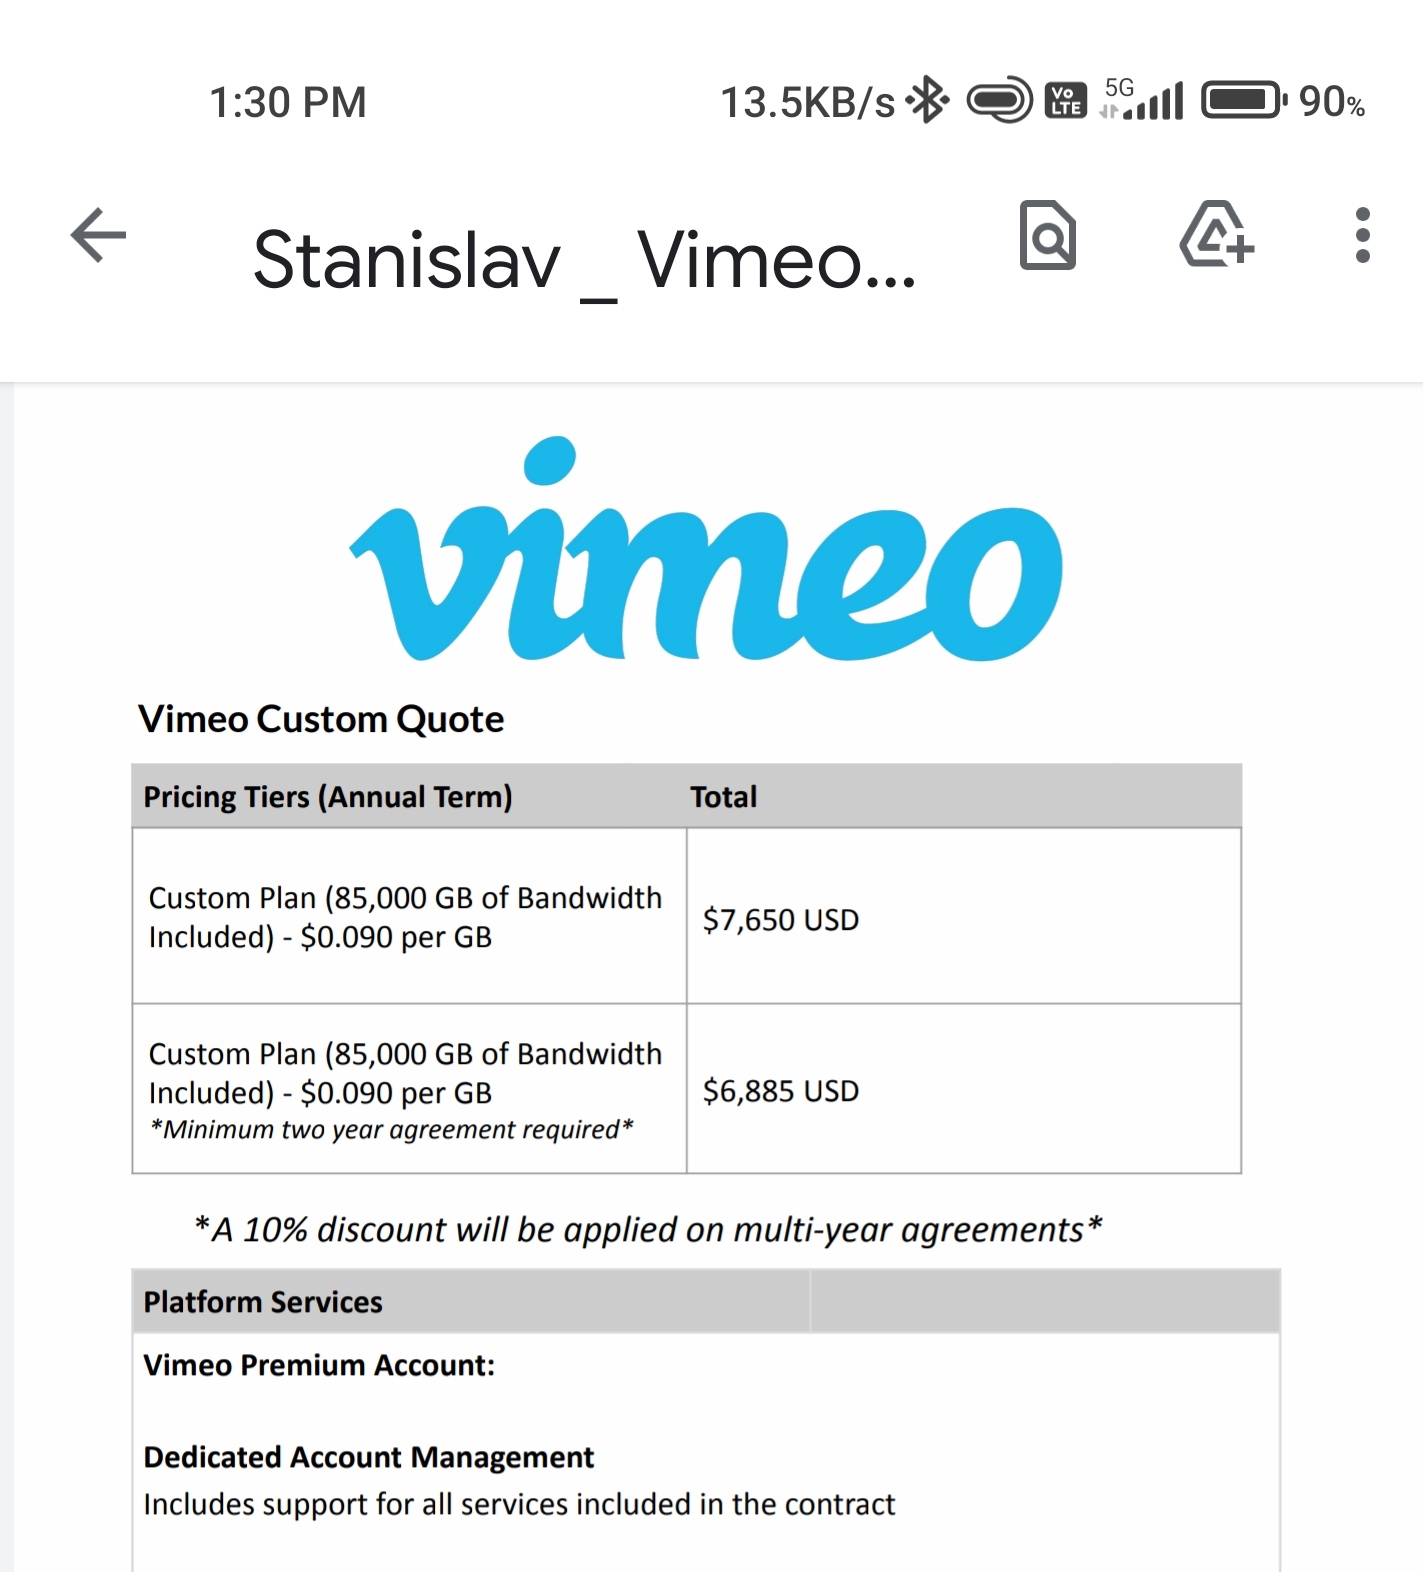 1:30 PM 13.5KB/s Vo LTE 5G 90%
Stanislav _ Vimeo...
vimeo
Vimeo Custom Quote
Pricing Tiers (Annual Term) Total
Custom Plan (85,000 GB of Bandwidth
Included) - $0.090 per GB
$7,650 USD
Custom Plan (85,000 GB of Bandwidth
Included) - $0.090 per GB
*Minimum two year agreement required*
$6,885 USD
*A 10% discount will be applied on multi-year agreements*
Platform Services
Vimeo Premium Account:
Dedicated Account Management
Includes support for all services included in the contract